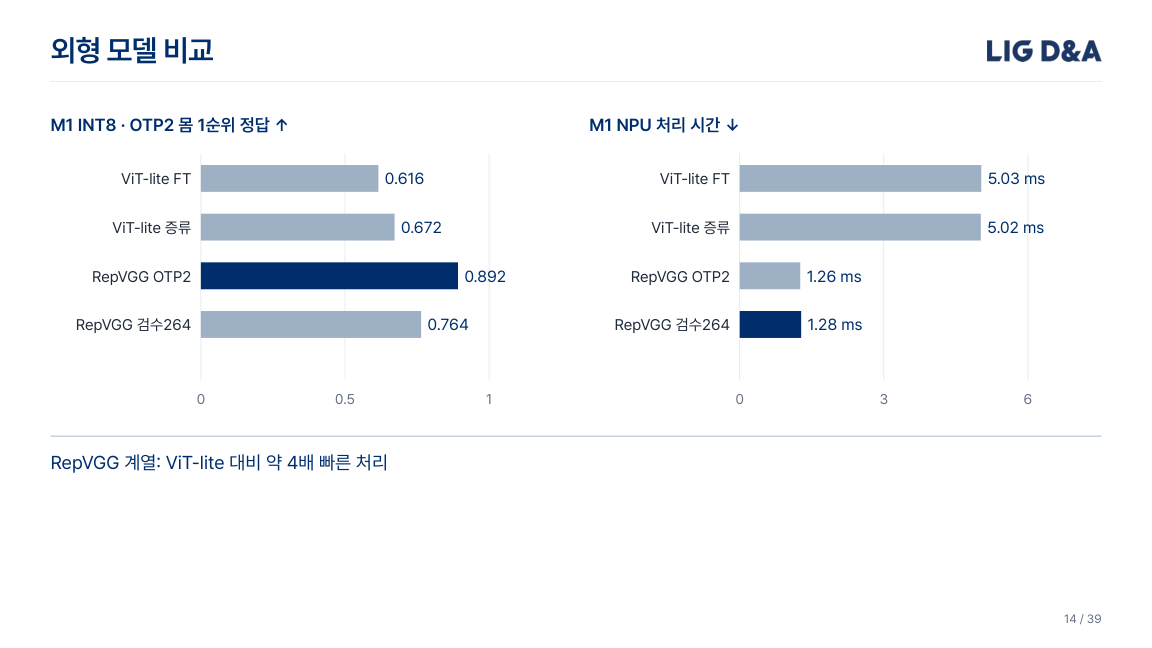 외형 모델 비교
LIG D&A
M1 INT8 · OTP2 몸 1순위 정답 ↑
ViT-lite FT 0.616
ViT-lite 증류 0.672
RepVGG OTP2 0.892
RepVGG 검수264 0.764
0 0.5 1
M1 NPU 처리 시간 ↓
ViT-lite FT 5.03 ms
ViT-lite 증류 5.02 ms
RepVGG OTP2 1.26 ms
RepVGG 검수264 1.28 ms
0 3 6
RepVGG 계열: ViT-lite 대비 약 4배 빠른 처리
14 / 39